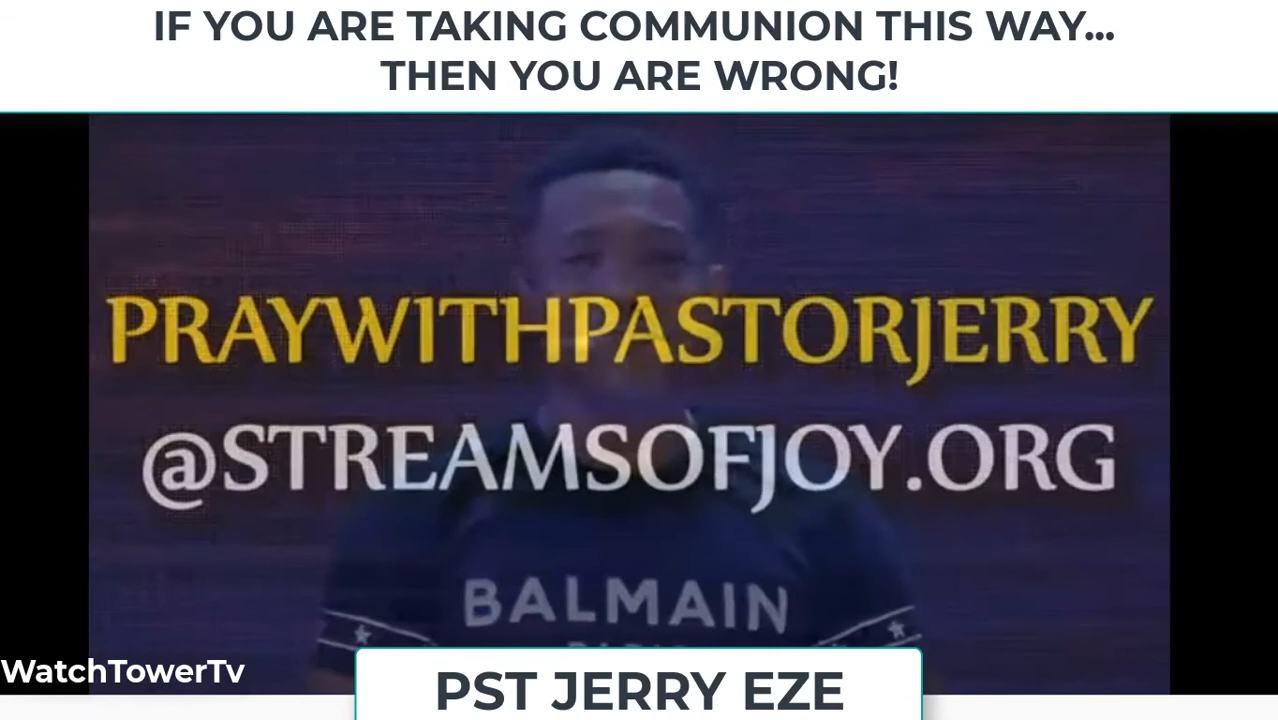 IF YOU ARE TAKING COMMUNION THIS WAY...
THEN YOU ARE WRONG!
PRAYWITHPASTORJERRY
@STREAMSOFJOY.ORG
BALMAIN
WatchTowerTv
PST JERRY EZE